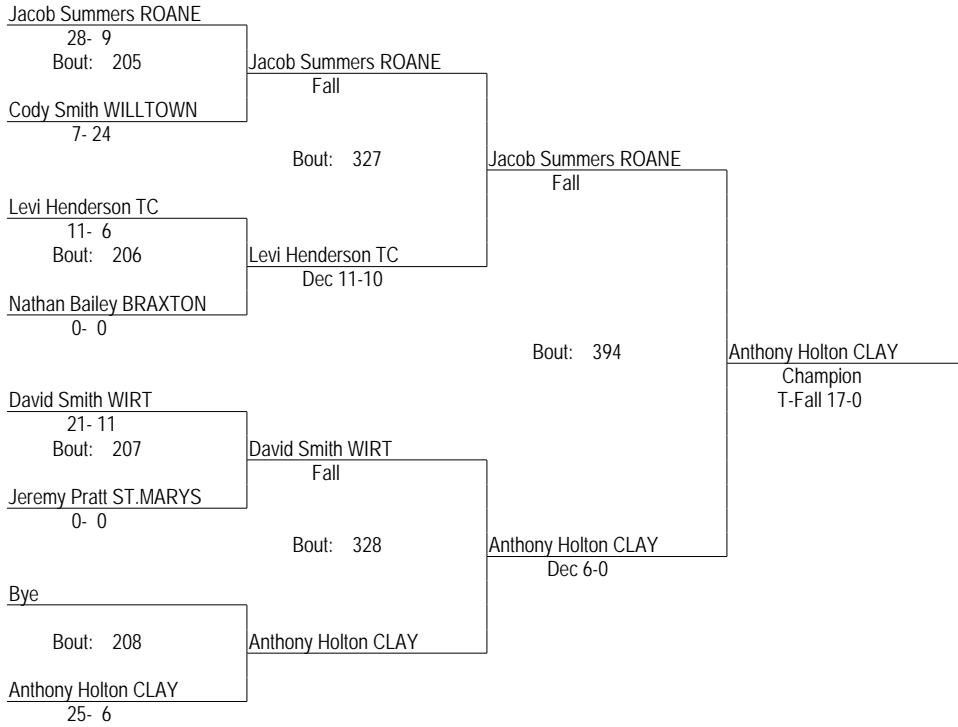 Jacob Summers ROANE
28- 9
Bout: 205
Jacob Summers ROANE
Fall
Cody Smith WILLTOWN
7- 24
Bout: 327
Jacob Summers ROANE
Fall
Levi Henderson TC
11- 6
Bout: 206
Levi Henderson TC
Dec 11-10
Nathan Bailey BRAXTON
0- 0
Bout: 394
Anthony Holton CLAY
Champion
T-Fall 17-0
David Smith WIRT
21- 11
Bout: 207
David Smith WIRT
Fall
Jeremy Pratt ST.MARYS
0- 0
Bout: 328
Anthony Holton CLAY
Dec 6-0
Bye
Bout: 208
Anthony Holton CLAY
Anthony Holton CLAY
25- 6